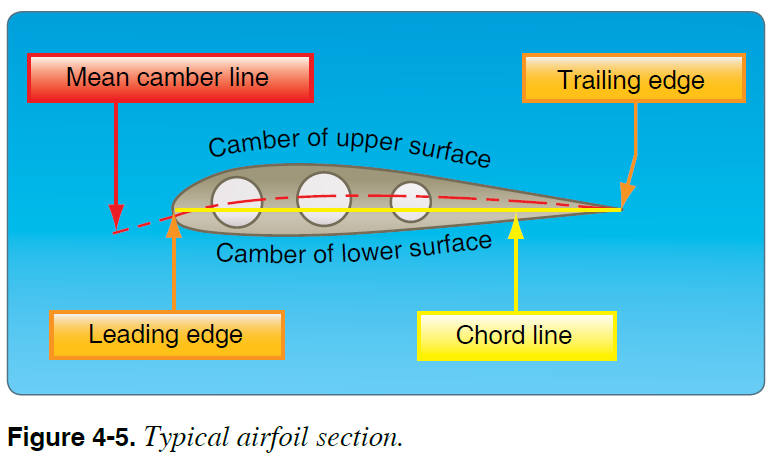 Mean camber line
Trailing edge
Camber of upper surface
Camber of lower surface
Leading edge
Chord line
Figure 4-5. Typical airfoil section.